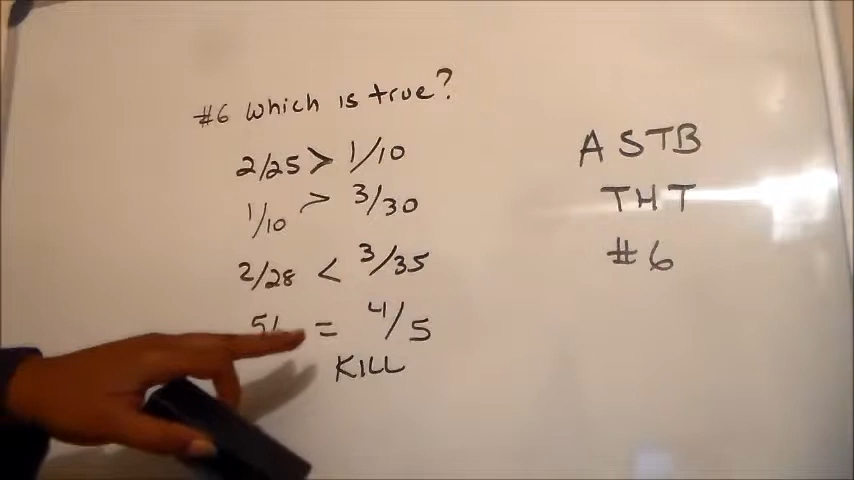 #6 Which is true?
2/25 > 1/10
1/10 > 3/30
2/28 < 3/35
5/ = 4/5
KILL
ASTB
THT
#6